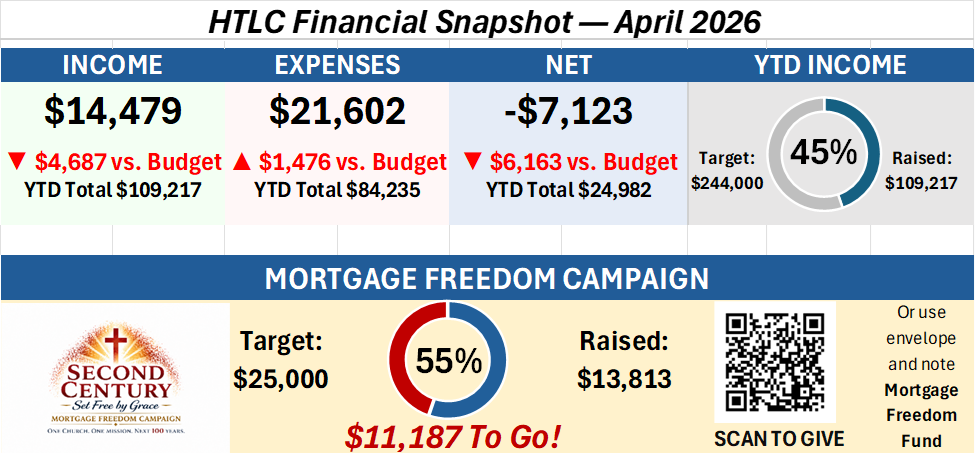 HTLC Financial Snapshot — April 2026
INCOME
EXPENSES
NET
YTD INCOME
$14,479
$21,602
-$7,123
▼ $4,687 vs. Budget
▲ $1,476 vs. Budget
▼ $6,163 vs. Budget
YTD Total $109,217
YTD Total $84,235
YTD Total $24,982
Target:
$244,000
45%
Raised:
$109,217
MORTGAGE FREEDOM CAMPAIGN
SECOND
CENTURY
Set Free by Grace
MORTGAGE FREEDOM CAMPAIGN
ONE CHURCH. ONE MISSION. NEXT 100 YEARS.
Target:
$25,000
55%
Raised:
$13,813
$11,187 To Go!
SCAN TO GIVE
Or use
envelope
and note
Mortgage
Freedom
Fund